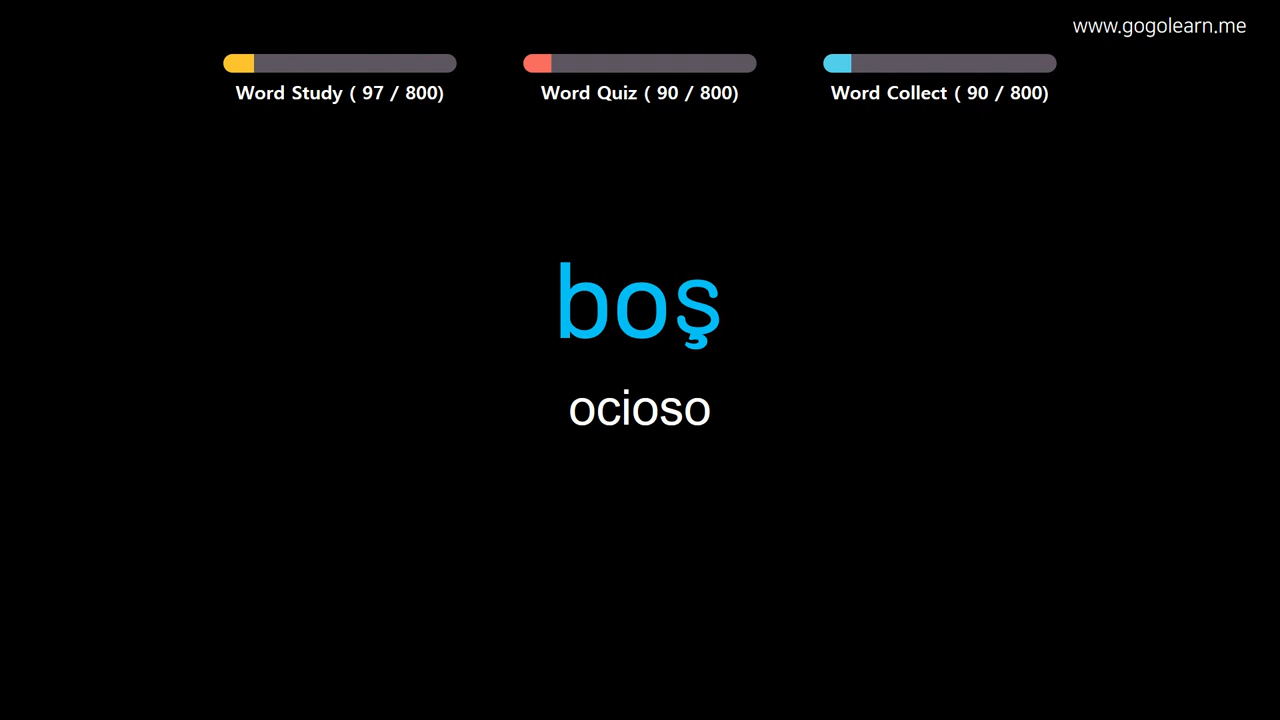 www.gogolearn.me
Word Study ( 97 / 800)
Word Quiz ( 90 / 800)
Word Collect ( 90 / 800)
boş
ocioso